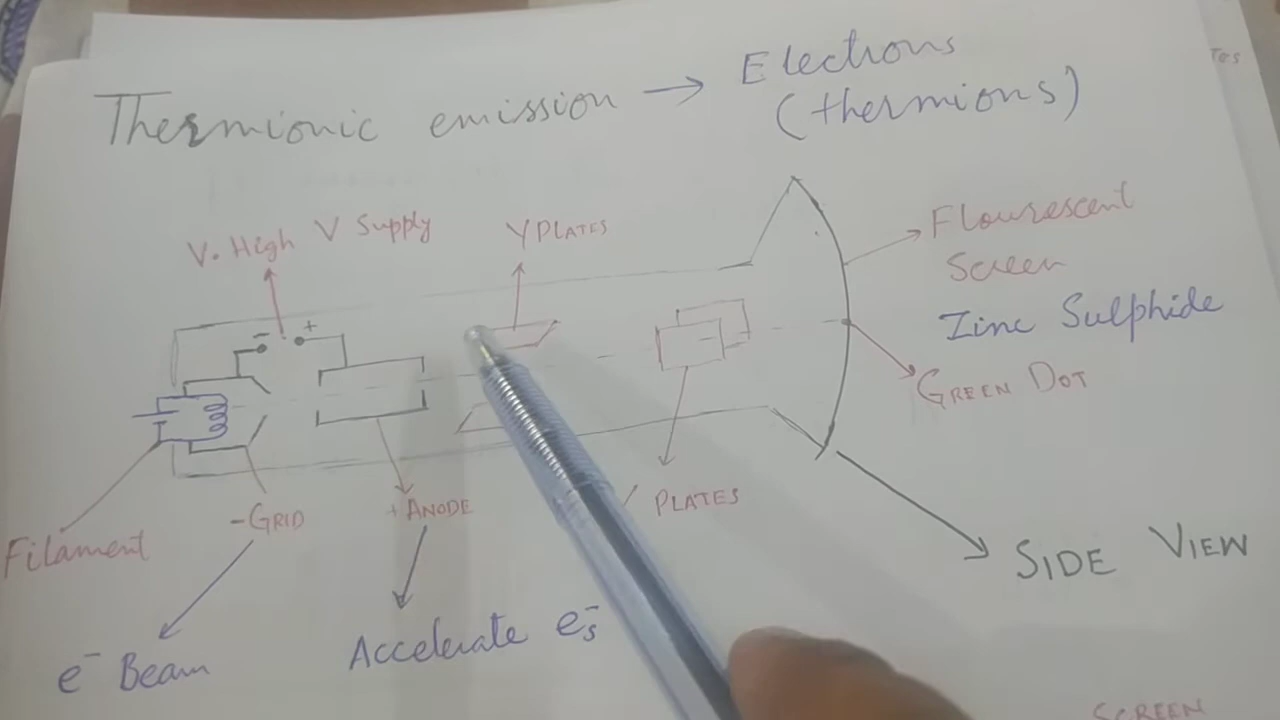 Thermionic emission → Electrons
(thermions)
V. High V Supply
Y PLATES
- +
Flourescent
Screen
Zinc Sulphide
GREEN DOT
Filament
-GRID
+ ANODE
PLATES
SIDE VIEW
e⁻ Beam
Accelerate e⁻s
SCREEN